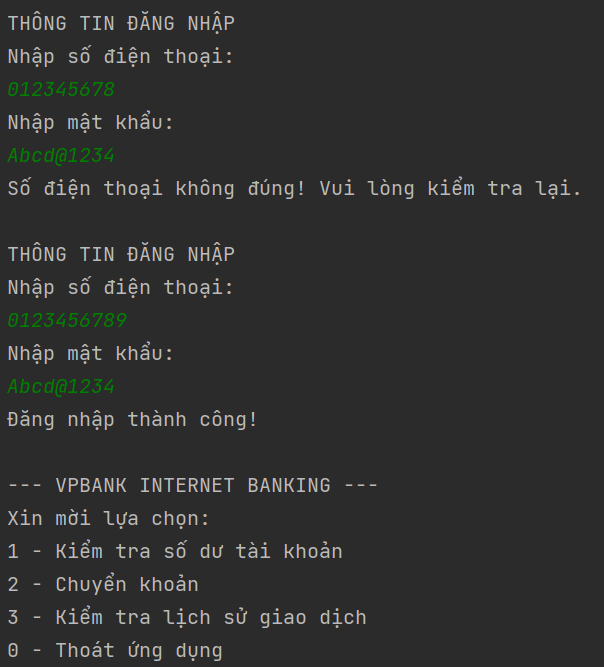 THÔNG TIN ĐĂNG NHẬP
Nhập số điện thoại:
012345678
Nhập mật khẩu:
Abcd@1234
Số điện thoại không đúng! Vui lòng kiểm tra lại.
THÔNG TIN ĐĂNG NHẬP
Nhập số điện thoại:
0123456789
Nhập mật khẩu:
Abcd@1234
Đăng nhập thành công!
--- VPBANK INTERNET BANKING ---
Xin mời lựa chọn:
1 - Kiểm tra số dư tài khoản
2 - Chuyển khoản
3 - Kiểm tra lịch sử giao dịch
0 - Thoát ứng dụng